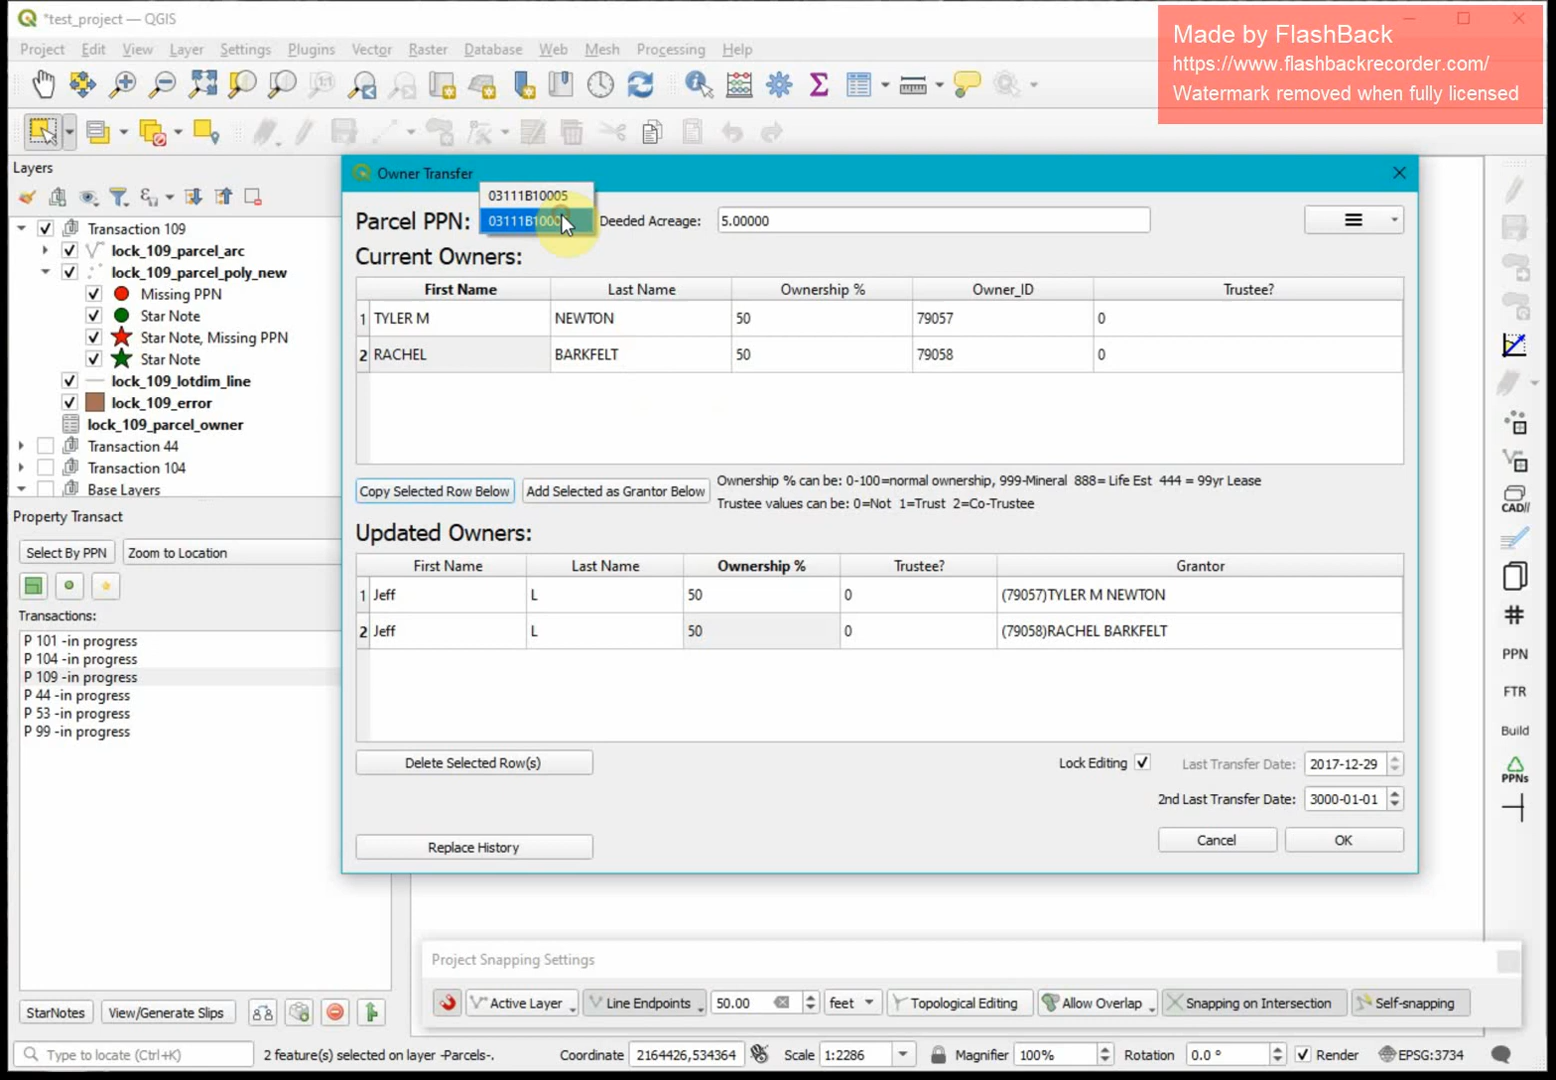 *test_project — QGIS
Made by FlashBack
https://www.flashbackrecorder.com/
Watermark removed when fully licensed
Project Edit View Layer Settings Plugins Vector Raster Database Web Mesh Processing Help
Layers
Transaction 109
lock_109_parcel_arc
lock_109_parcel_poly_new
Missing PPN
Star Note
Star Note, Missing PPN
Star Note
lock_109_lotdim_line
lock_109_error
lock_109_parcel_owner
Transaction 44
Transaction 104
Base Layers
Property Transact
Select By PPN Zoom to Location
Transactions:
P 101 -in progress
P 104 -in progress
P 109 -in progress
P 44 -in progress
P 53 -in progress
P 99 -in progress
StarNotes View/Generate Slips
Owner Transfer
03111B10005
Parcel PPN: Deeded Acreage: 5.00000
Current Owners:
First Name Last Name Ownership % Owner_ID Trustee?
1 TYLER M NEWTON 50 79057 0
2 RACHEL BARKFELT 50 79058 0
Copy Selected Row Below Add Selected as Grantor Below
Ownership % can be: 0-100=normal ownership, 999-Mineral 888= Life Est 444 = 99yr Lease
Trustee values can be: 0=Not 1=Trust 2=Co-Trustee
Updated Owners:
First Name Last Name Ownership % Trustee? Grantor
1 Jeff L 50 0 (79057)TYLER M NEWTON
2 Jeff L 50 0 (79058)RACHEL BARKFELT
Delete Selected Row(s)
Lock Editing Last Transfer Date: 2017-12-29
2nd Last Transfer Date: 3000-01-01
Replace History
Cancel OK
CAD//
#
PPN
FTR
Build
PPNs
Project Snapping Settings
Active Layer Line Endpoints 50.00 feet Topological Editing Allow Overlap Snapping on Intersection Self-snapping
Type to locate (Ctrl+K) 2 feature(s) selected on layer -Parcels-. Coordinate 2164426,534364 Scale 1:2286 Magnifier 100% Rotation 0.0 ° Render EPSG:3734